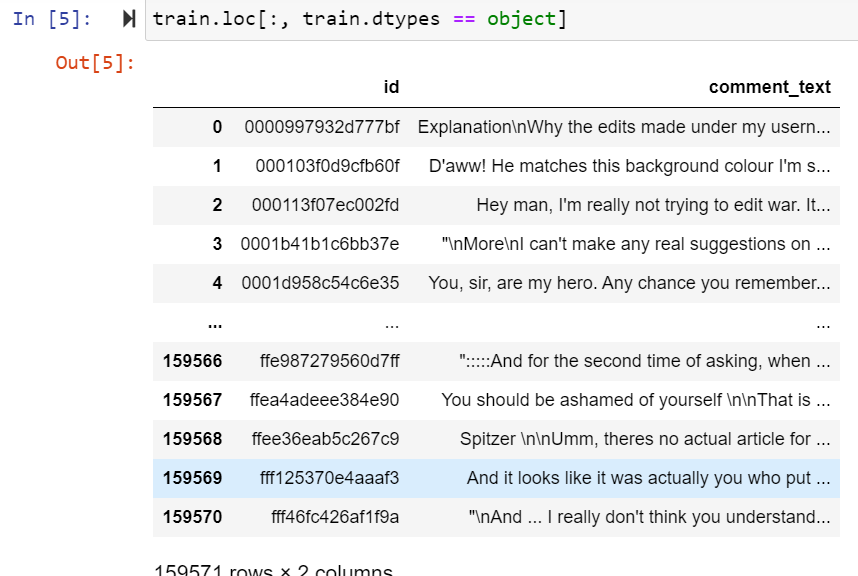 In [5]: train.loc[:, train.dtypes == object]
Out[5]:
id comment_text
0 0000997932d777bf Explanation\nWhy the edits made under my usern...
1 000103f0d9cfb60f D'aww! He matches this background colour I'm s...
2 000113f07ec002fd Hey man, I'm really not trying to edit war. It...
3 0001b41b1c6bb37e "\nMore\nI can't make any real suggestions on ...
4 0001d958c54c6e35 You, sir, are my hero. Any chance you remember...
... ... ...
159566 ffe987279560d7ff ":::::And for the second time of asking, when ...
159567 ffea4adeee384e90 You should be ashamed of yourself \n\nThat is ...
159568 ffee36eab5c267c9 Spitzer \n\nUmm, theres no actual article for ...
159569 fff125370e4aaaf3 And it looks like it was actually you who put ...
159570 fff46fc426af1f9a "\nAnd ... I really don't think you understand...
159571 rows × 2 columns